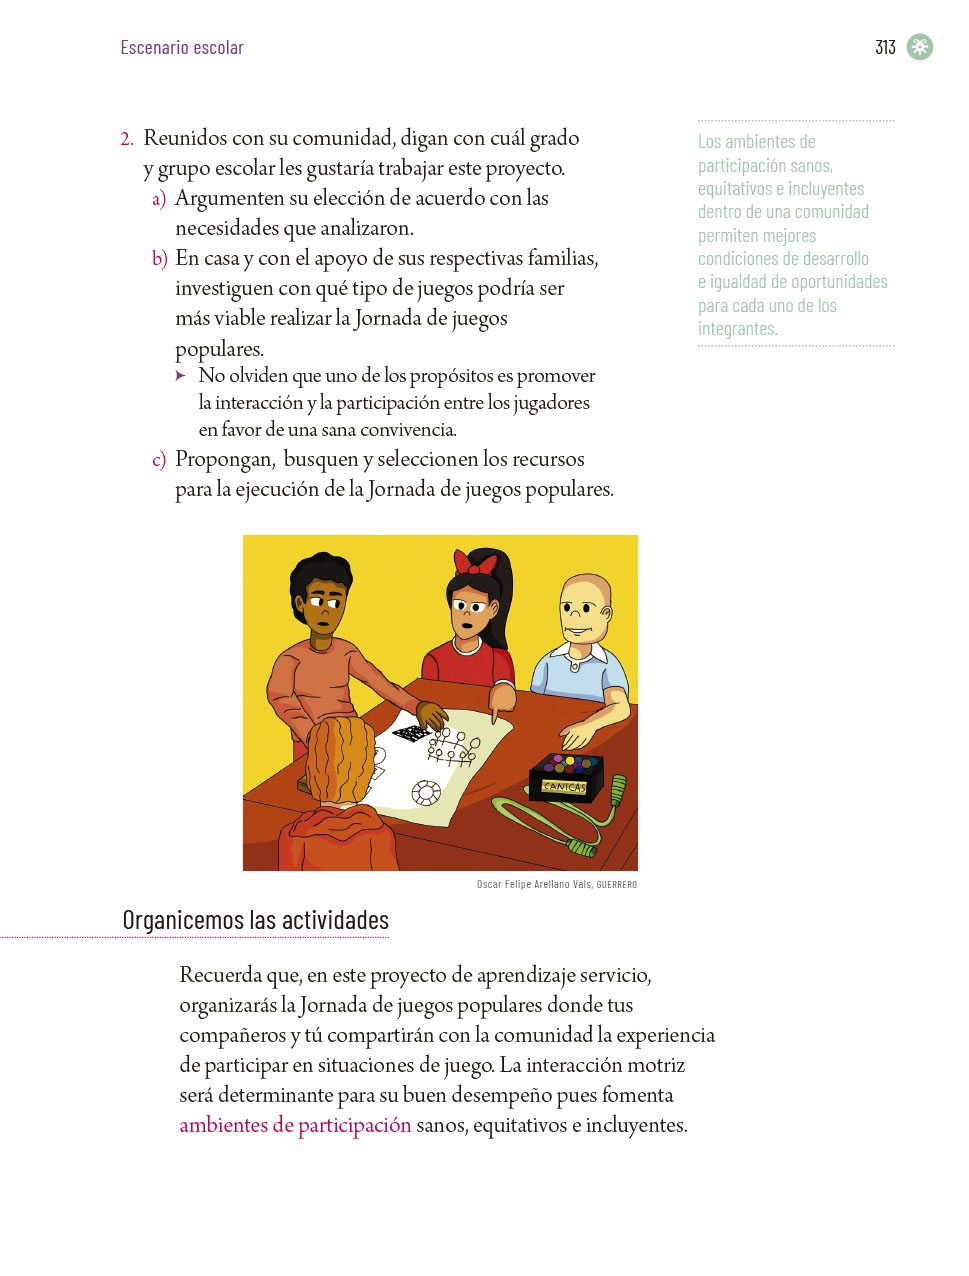 Escenario escolar
313
2. Reunidos con su comunidad, digan con cuál grado
y grupo escolar les gustaría trabajar este proyecto.
a) Argumenten su elección de acuerdo con las
necesidades que analizaron.
b) En casa y con el apoyo de sus respectivas familias,
investiguen con qué tipo de juegos podría ser
más viable realizar la Jornada de juegos
populares.
➤ No olviden que uno de los propósitos es promover
la interacción y la participación entre los jugadores
en favor de una sana convivencia.
c) Propongan, busquen y seleccionen los recursos
para la ejecución de la Jornada de juegos populares.
Los ambientes de
participación sanos,
equitativos e incluyentes
dentro de una comunidad
permiten mejores
condiciones de desarrollo
e igualdad de oportunidades
para cada uno de los
integrantes.
CANICAS
Oscar Felipe Arellano Vals, GUERRERO
Organicemos las actividades
Recuerda que, en este proyecto de aprendizaje servicio,
organizarás la Jornada de juegos populares donde tus
compañeros y tú compartirán con la comunidad la experiencia
de participar en situaciones de juego. La interacción motriz
será determinante para su buen desempeño pues fomenta
ambientes de participación sanos, equitativos e incluyentes.